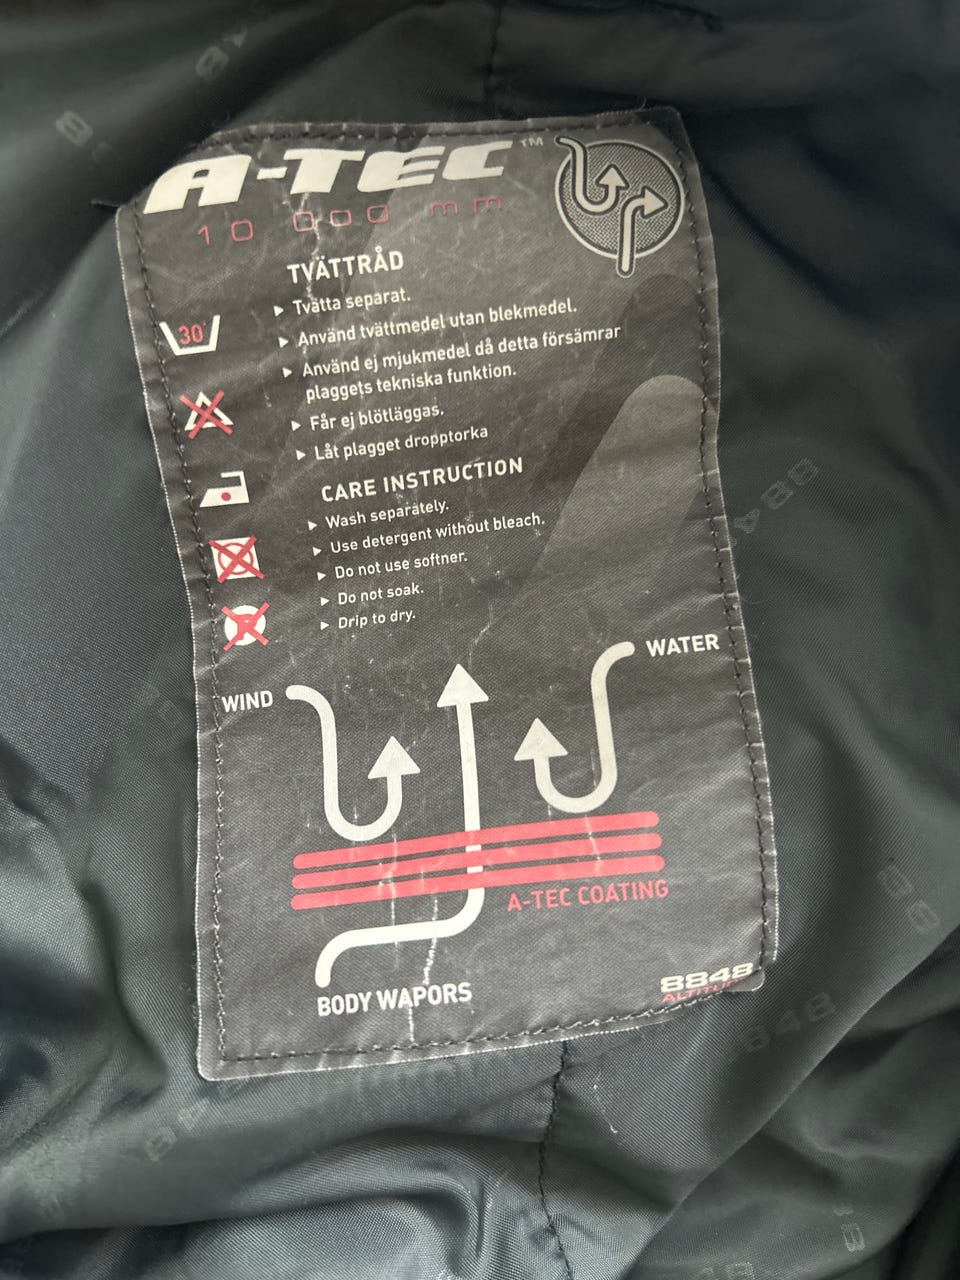 A-TEC™
10 000 mm
TVÄTTRÅD
Tvätta separat.
Använd tvättmedel utan blekmedel.
Använd ej mjukmedel då detta försämrar
plaggets tekniska funktion.
Får ej blötläggas.
Låt plagget dropptorka
30°
CARE INSTRUCTION
Wash separately.
Use detergent without bleach.
Do not use softner.
Do not soak.
Drip to dry.
P
WIND
WATER
A-TEC COATING
BODY WAPORS
8848
ALTITUDE